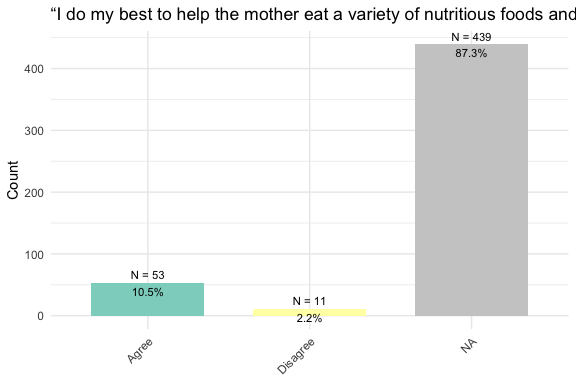 “I do my best to help the mother eat a variety of nutritious foods and
Count
400
300
200
100
0
N = 53
10.5%
N = 11
2.2%
N = 439
87.3%
Agree
Disagree
NA